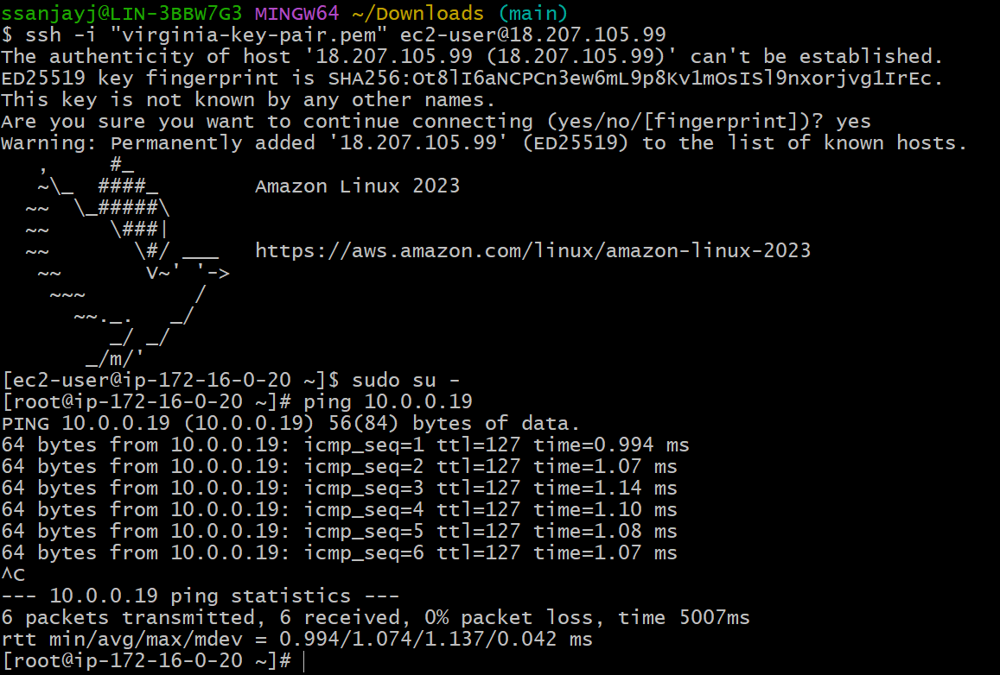 ssanjayj@LIN-3BBW7G3 MINGW64 ~/Downloads (main)
$ ssh -i "virginia-key-pair.pem" ec2-user@18.207.105.99
The authenticity of host '18.207.105.99 (18.207.105.99)' can't be established.
ED25519 key fingerprint is SHA256:Ot8lI6aNCPCn3ew6mL9p8Kv1mOsISl9nxorjvg1IrEc.
This key is not known by any other names.
Are you sure you want to continue connecting (yes/no/[fingerprint])? yes
Warning: Permanently added '18.207.105.99' (ED25519) to the list of known hosts.
   ,     #_
   ~\_  ####_        Amazon Linux 2023
  ~~  \_#####\
  ~~     \###|
  ~~       \#/ ___   https://aws.amazon.com/linux/amazon-linux-2023
   ~~       V~' '->
    ~~~         /
      ~~._.   _/
         _/ _/
       _/m/'
[ec2-user@ip-172-16-0-20 ~]$ sudo su -
[root@ip-172-16-0-20 ~]# ping 10.0.0.19
PING 10.0.0.19 (10.0.0.19) 56(84) bytes of data.
64 bytes from 10.0.0.19: icmp_seq=1 ttl=127 time=0.994 ms
64 bytes from 10.0.0.19: icmp_seq=2 ttl=127 time=1.07 ms
64 bytes from 10.0.0.19: icmp_seq=3 ttl=127 time=1.14 ms
64 bytes from 10.0.0.19: icmp_seq=4 ttl=127 time=1.10 ms
64 bytes from 10.0.0.19: icmp_seq=5 ttl=127 time=1.08 ms
64 bytes from 10.0.0.19: icmp_seq=6 ttl=127 time=1.07 ms
^C
--- 10.0.0.19 ping statistics ---
6 packets transmitted, 6 received, 0% packet loss, time 5007ms
rtt min/avg/max/mdev = 0.994/1.074/1.137/0.042 ms
[root@ip-172-16-0-20 ~]#